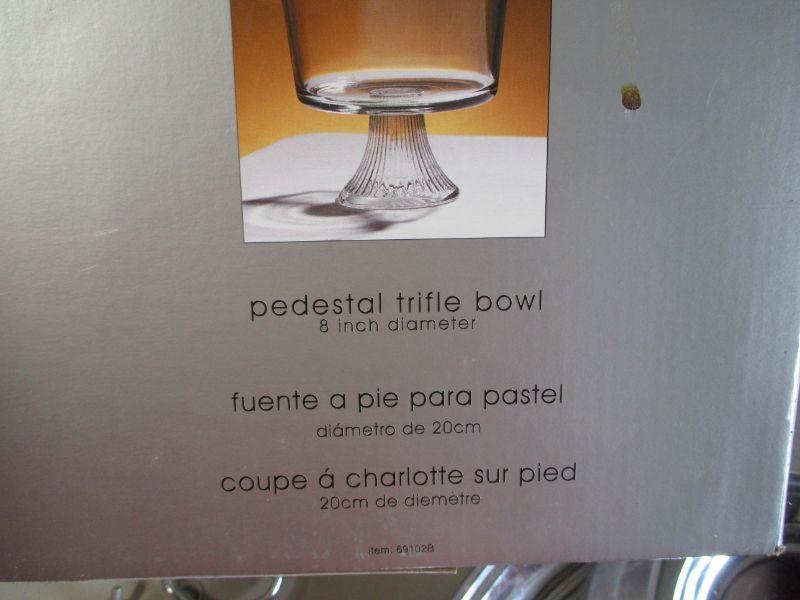 pedestal trifle bowl
8 inch diameter
fuente a pie para pastel
diámetro de 20cm
coupe á charlotte sur pied
20cm de diemètre
item: 69102B